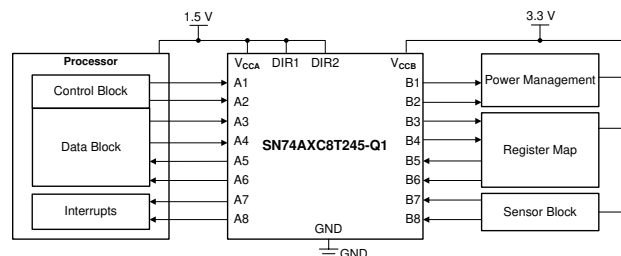 1.5 V
3.3 V
Processor
VCCA
DIR1
DIR2
VCCB
Control Block
A1
A2
A3
A4
A5
A6
A7
A8
Data Block
Interrupts
SN74AXC8T245-Q1
B1
B2
B3
B4
B5
B6
B7
B8
Power Management
Register Map
Sensor Block
GND
GND